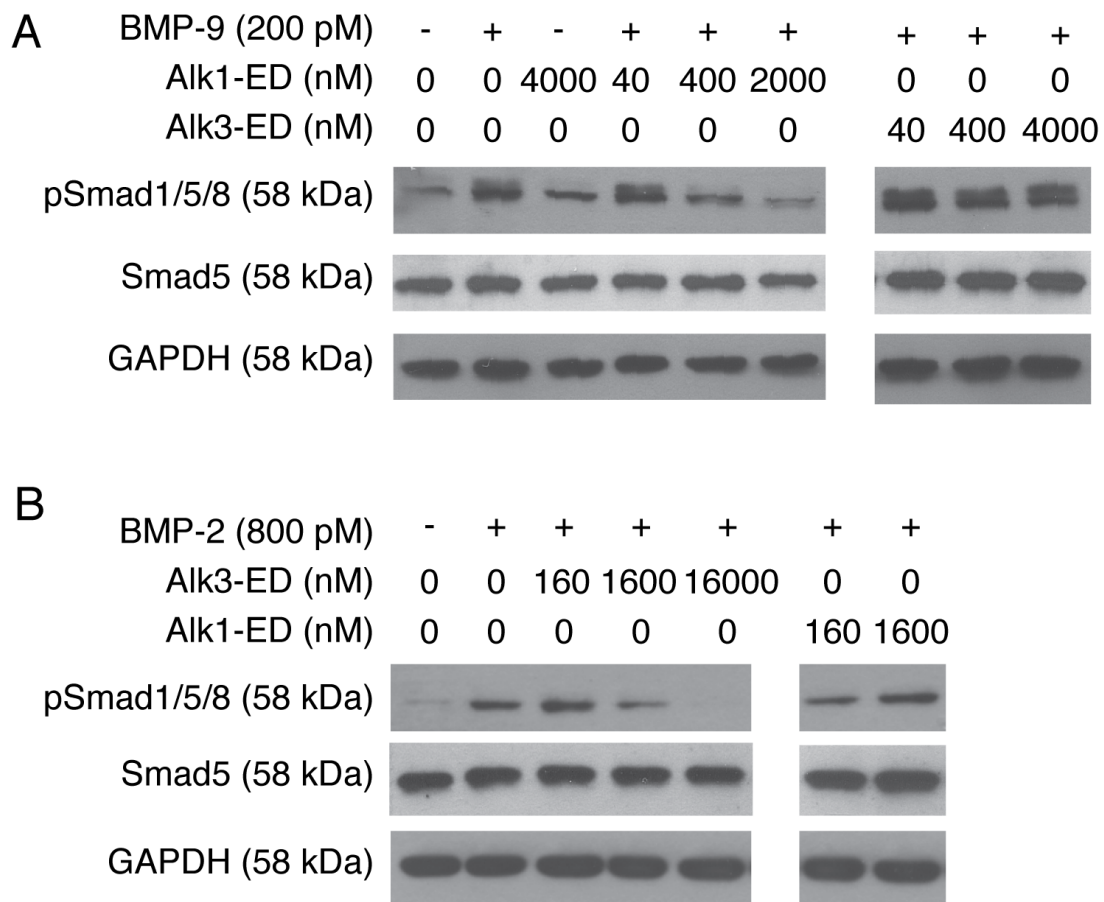 A
BMP-9 (200 pM) - + - + + + + + +
Alk1-ED (nM) 0 0 4000 40 400 2000 0 0 0
Alk3-ED (nM) 0 0 0 0 0 0 40 400 4000
pSmad1/5/8 (58 kDa)
Smad5 (58 kDa)
GAPDH (58 kDa)
B
BMP-2 (800 pM) - + + + + + +
Alk3-ED (nM) 0 0 160 1600 16000 0 0
Alk1-ED (nM) 0 0 0 0 0 160 1600
pSmad1/5/8 (58 kDa)
Smad5 (58 kDa)
GAPDH (58 kDa)